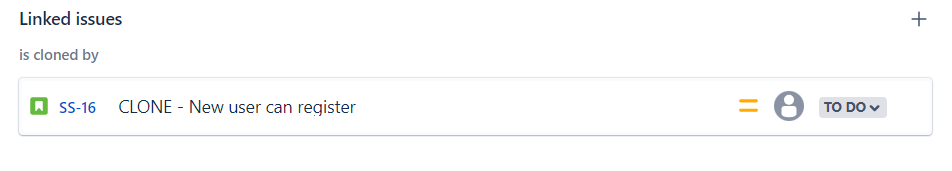 Linked issues
is cloned by
SS-16 CLONE - New user can register TO DO